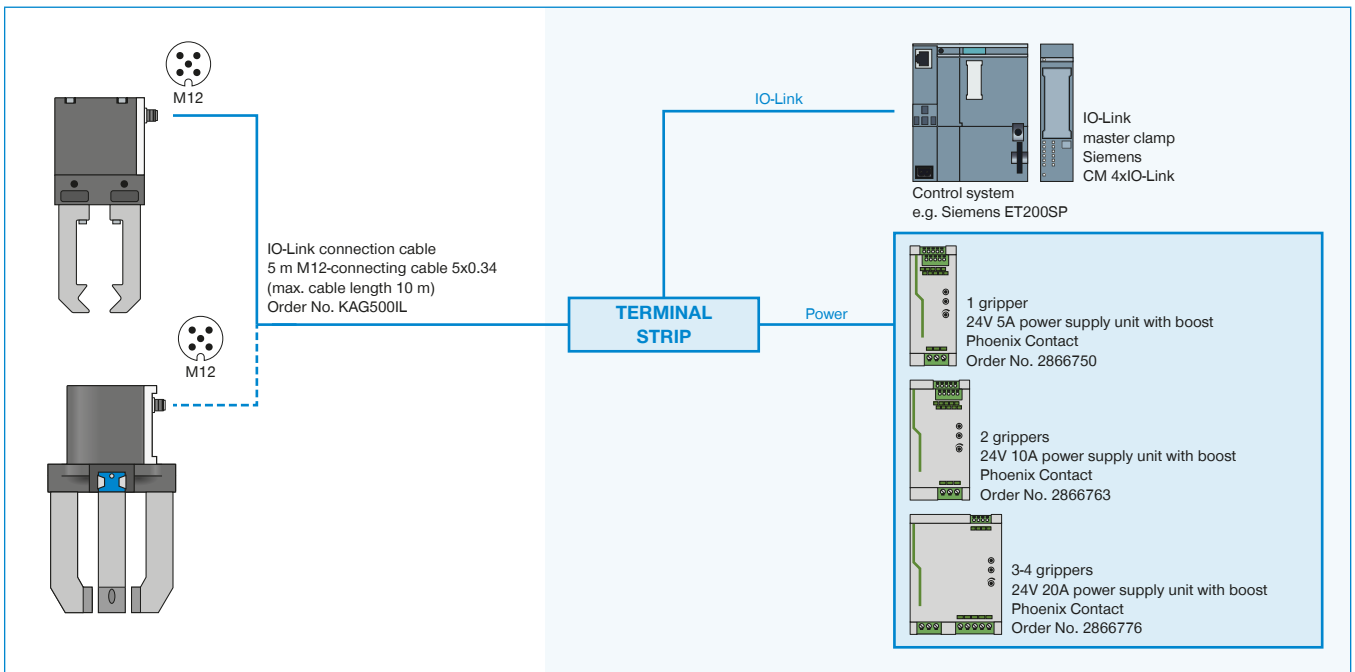 M12
IO-Link connection cable
5 m M12-connecting cable 5x0.34
(max. cable length 10 m)
Order No. KAG500IL
M12
TERMINAL
STRIP
IO-Link
Power
Control system
e.g. Siemens ET200SP
IO-Link
master clamp
Siemens
CM 4xIO-Link
1 gripper
24V 5A power supply unit with boost
Phoenix Contact
Order No. 2866750
2 grippers
24V 10A power supply unit with boost
Phoenix Contact
Order No. 2866763
3-4 grippers
24V 20A power supply unit with boost
Phoenix Contact
Order No. 2866776